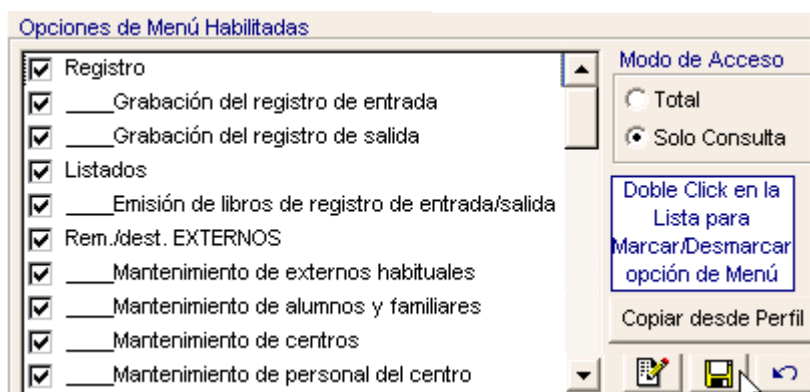 Opciones de Menú Habilitadas
Registro
____Grabación del registro de entrada
____Grabación del registro de salida
Listados
____Emisión de libros de registro de entrada/salida
Rem./dest. EXTERNOS
____Mantenimiento de externos habituales
____Mantenimiento de alumnos y familiares
____Mantenimiento de centros
____Mantenimiento de personal del centro
Modo de Acceso
Total
Solo Consulta
Doble Click en la
Lista para
Marcar/Desmarcar
opción de Menú
Copiar desde Perfil